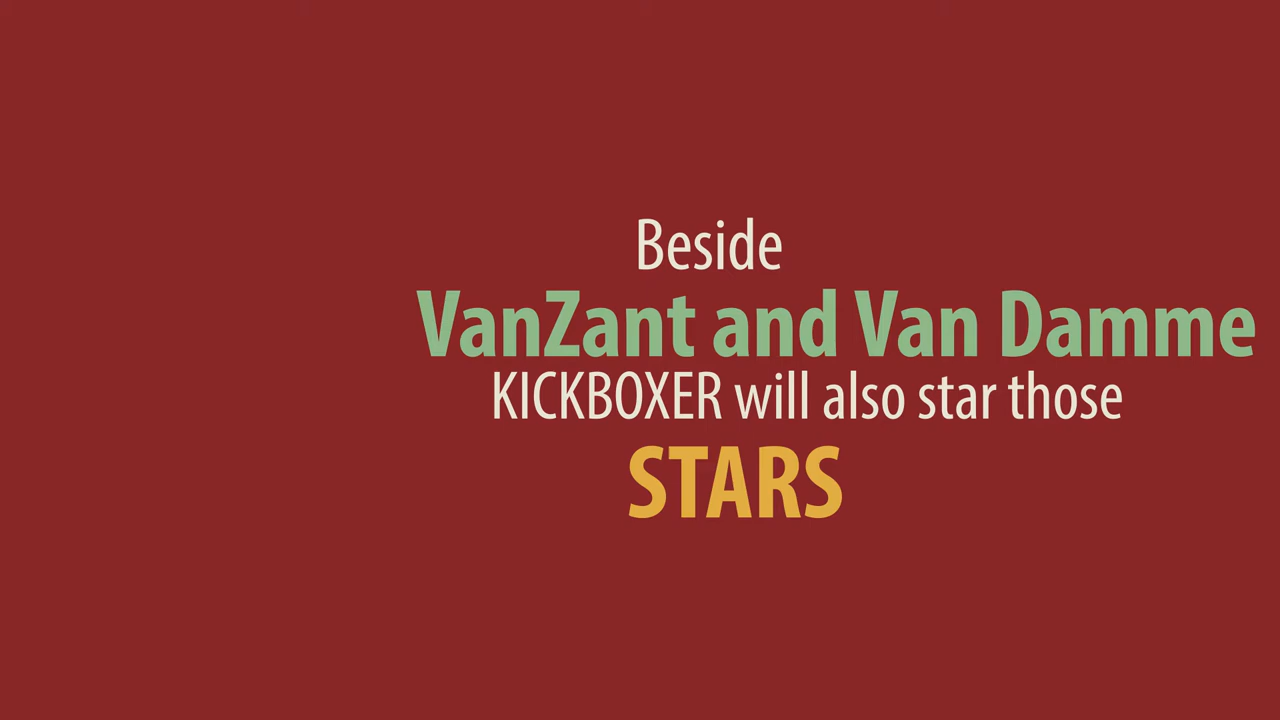 Beside
VanZant and Van Damme
KICKBOXER will also star those
STARS